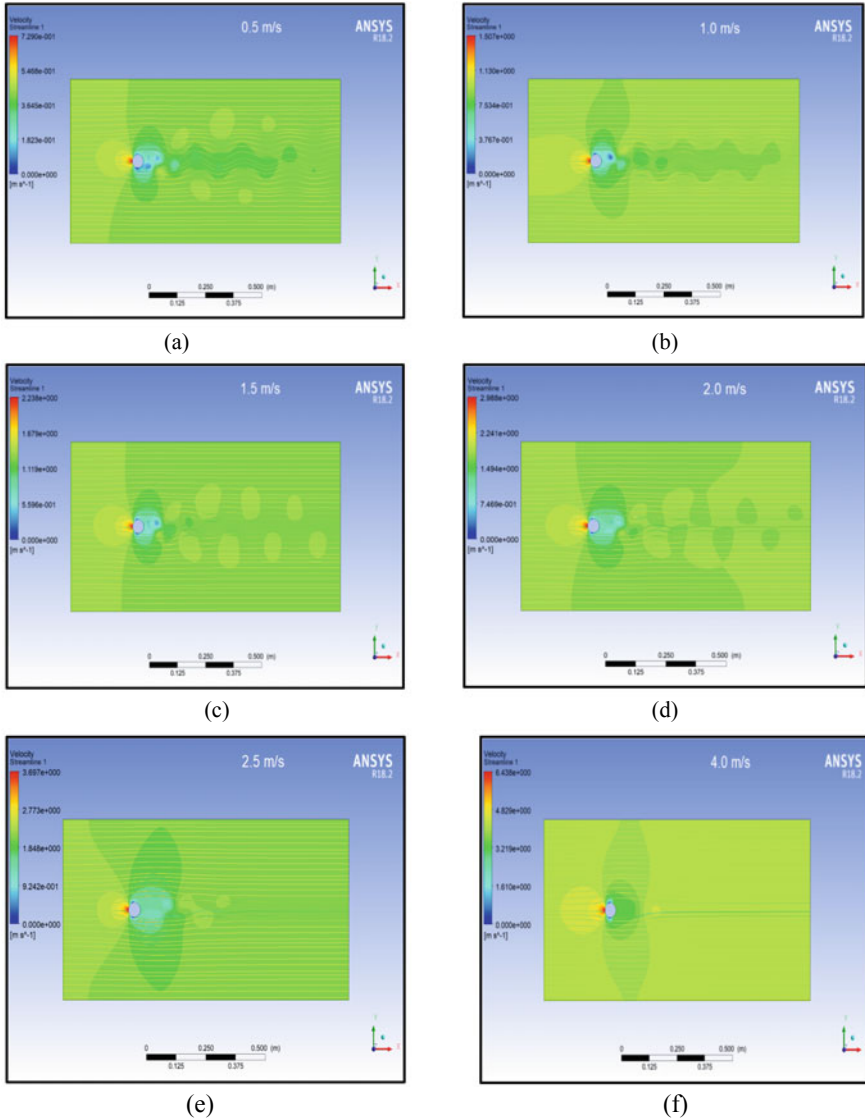 Velocity
Streamline 1
0.5 m/s
ANSYS
R18.2
7.290e-001
5.468e-001
3.645e-001
1.823e-001
0.000e+000
[m s^-1]
0 0.250 0.500 (m)
0.125 0.375
(a)
Velocity
Streamline 1
1.0 m/s
ANSYS
R18.2
1.507e+000
1.130e+000
7.534e-001
3.767e-001
0.000e+000
[m s^-1]
0 0.250 0.500 (m)
0.125 0.375
(b)
Velocity
Streamline 1
1.5 m/s
ANSYS
R18.2
2.238e+000
1.679e+000
1.119e+000
5.596e-001
0.000e+000
[m s^-1]
0 0.250 0.500 (m)
0.125 0.375
(c)
Velocity
Streamline 1
2.0 m/s
ANSYS
R18.2
2.988e+000
2.241e+000
1.494e+000
7.469e-001
0.000e+000
[m s^-1]
0 0.250 0.500 (m)
0.125 0.375
(d)
Velocity
Streamline 1
2.5 m/s
ANSYS
R18.2
3.697e+000
2.773e+000
1.848e+000
9.242e-001
0.000e+000
[m s^-1]
0 0.250 0.500 (m)
0.125 0.375
(e)
Velocity
Streamline 1
4.0 m/s
ANSYS
R18.2
6.438e+000
4.829e+000
3.219e+000
1.610e+000
0.000e+000
[m s^-1]
0 0.250 0.500 (m)
0.125 0.375
(f)